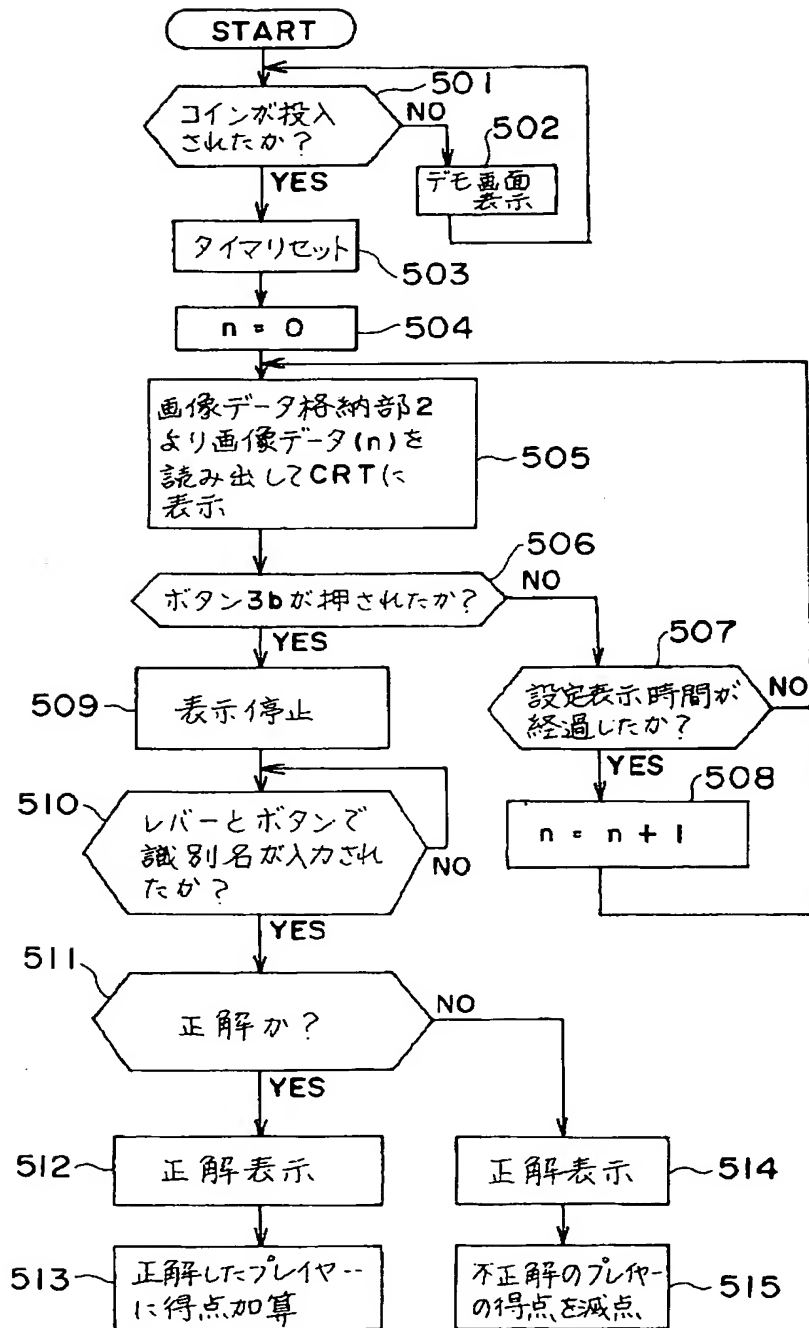 START
501
コインが投入
されたか?
NO
502
デモ画面
表示
YES
タイマリセット
503
n = 0
504
画像データ格納部2
より画像データ(n)を
読み出してCRTに
表示
505
506
ボタン3bが押されたか?
NO
YES
507
設定表示時間が
経過したか?
NO
YES
508
n = n + 1
509
表示停止
510
レバーとボタンで
識別名が入力され
たか?
NO
YES
511
正解か?
NO
YES
512
正解表示
正解表示
514
513
正解したプレイヤー
に得点加算
不正解のプレイヤー
の得点を減点
515